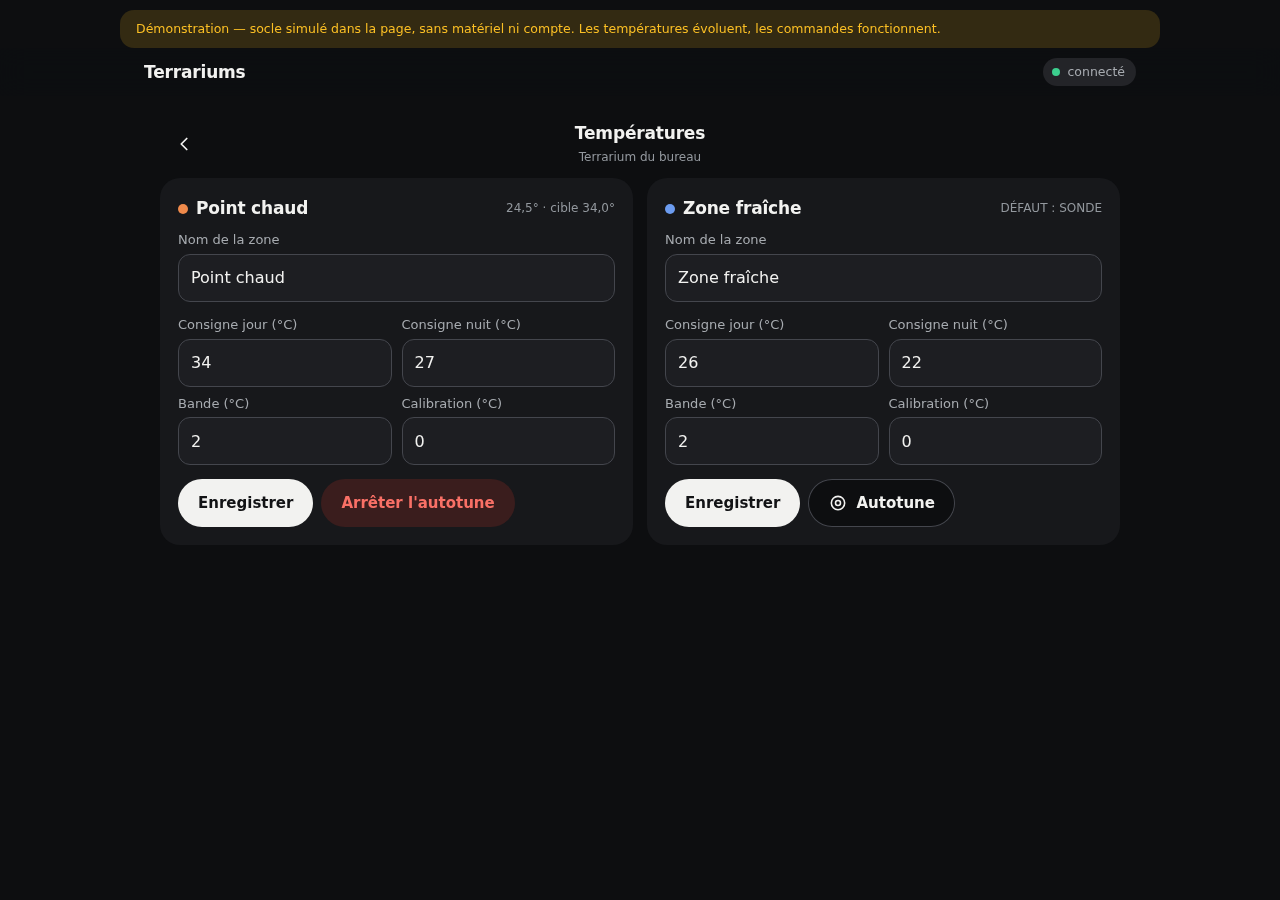 Démonstration — socle simulé dans la page, sans matériel ni compte. Les températures évoluent, les commandes fonctionnent.
Terrariums
connecté
Températures
Terrarium du bureau
Point chaud
24,5° · cible 34,0°
Nom de la zone
Point chaud
Consigne jour (°C)
Consigne nuit (°C)
34
27
Bande (°C)
Calibration (°C)
2
0
Enregistrer
Arrêter l'autotune
Zone fraîche
DÉFAUT : SONDE
Nom de la zone
Zone fraîche
Consigne jour (°C)
Consigne nuit (°C)
26
22
Bande (°C)
Calibration (°C)
2
0
Enregistrer
Autotune